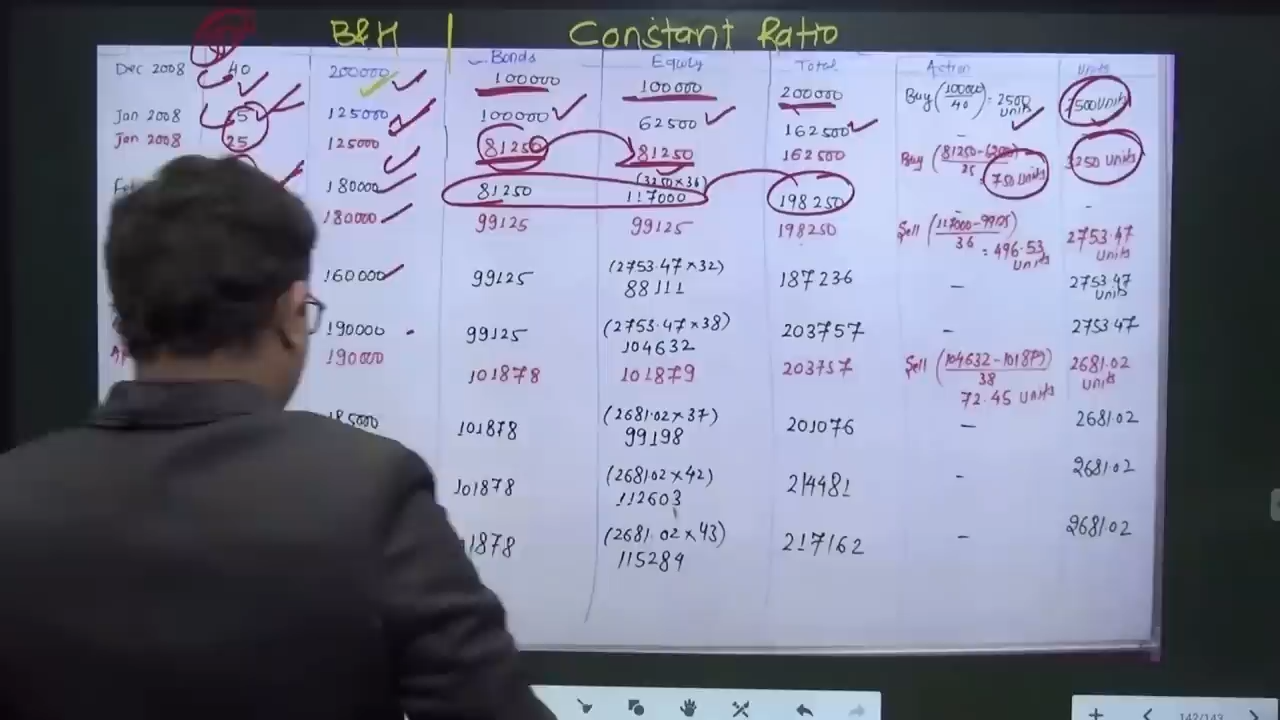 B&H Constant Ratio
Bonds Equity Total Action Units
Dec 2008 40 200000 100000 100000 200000 Buy (100000/40) = 2500 units 2500 Units
Jan 2008 25 125000 100000 62500 162500 -
Jan 2008 25 125000 81250 81250 162500 Buy = 750 units 3250 Units
180000 81250 (3250×36) 117000 198250 - -
180000 99125 99125 198250 Sell (117000-99125/36) = 496.53 Units 2753.47 Units
160000 99125 (2753.47×32) 88111 187236 - 2753.47 Units
190000 99125 (2753.47×38) 104632 203757 - 2753.47
190000 101878 101879 203757 Sell (104632-101879)/38 72.45 Units 2681.02 Units
185000 101878 (2681.02×37) 99198 201076 - 2681.02
101878 (2681.02×42) 112603 214481 - 2681.02
1878 (2681.02×43) 115284 217162 - 2681.02
142/143